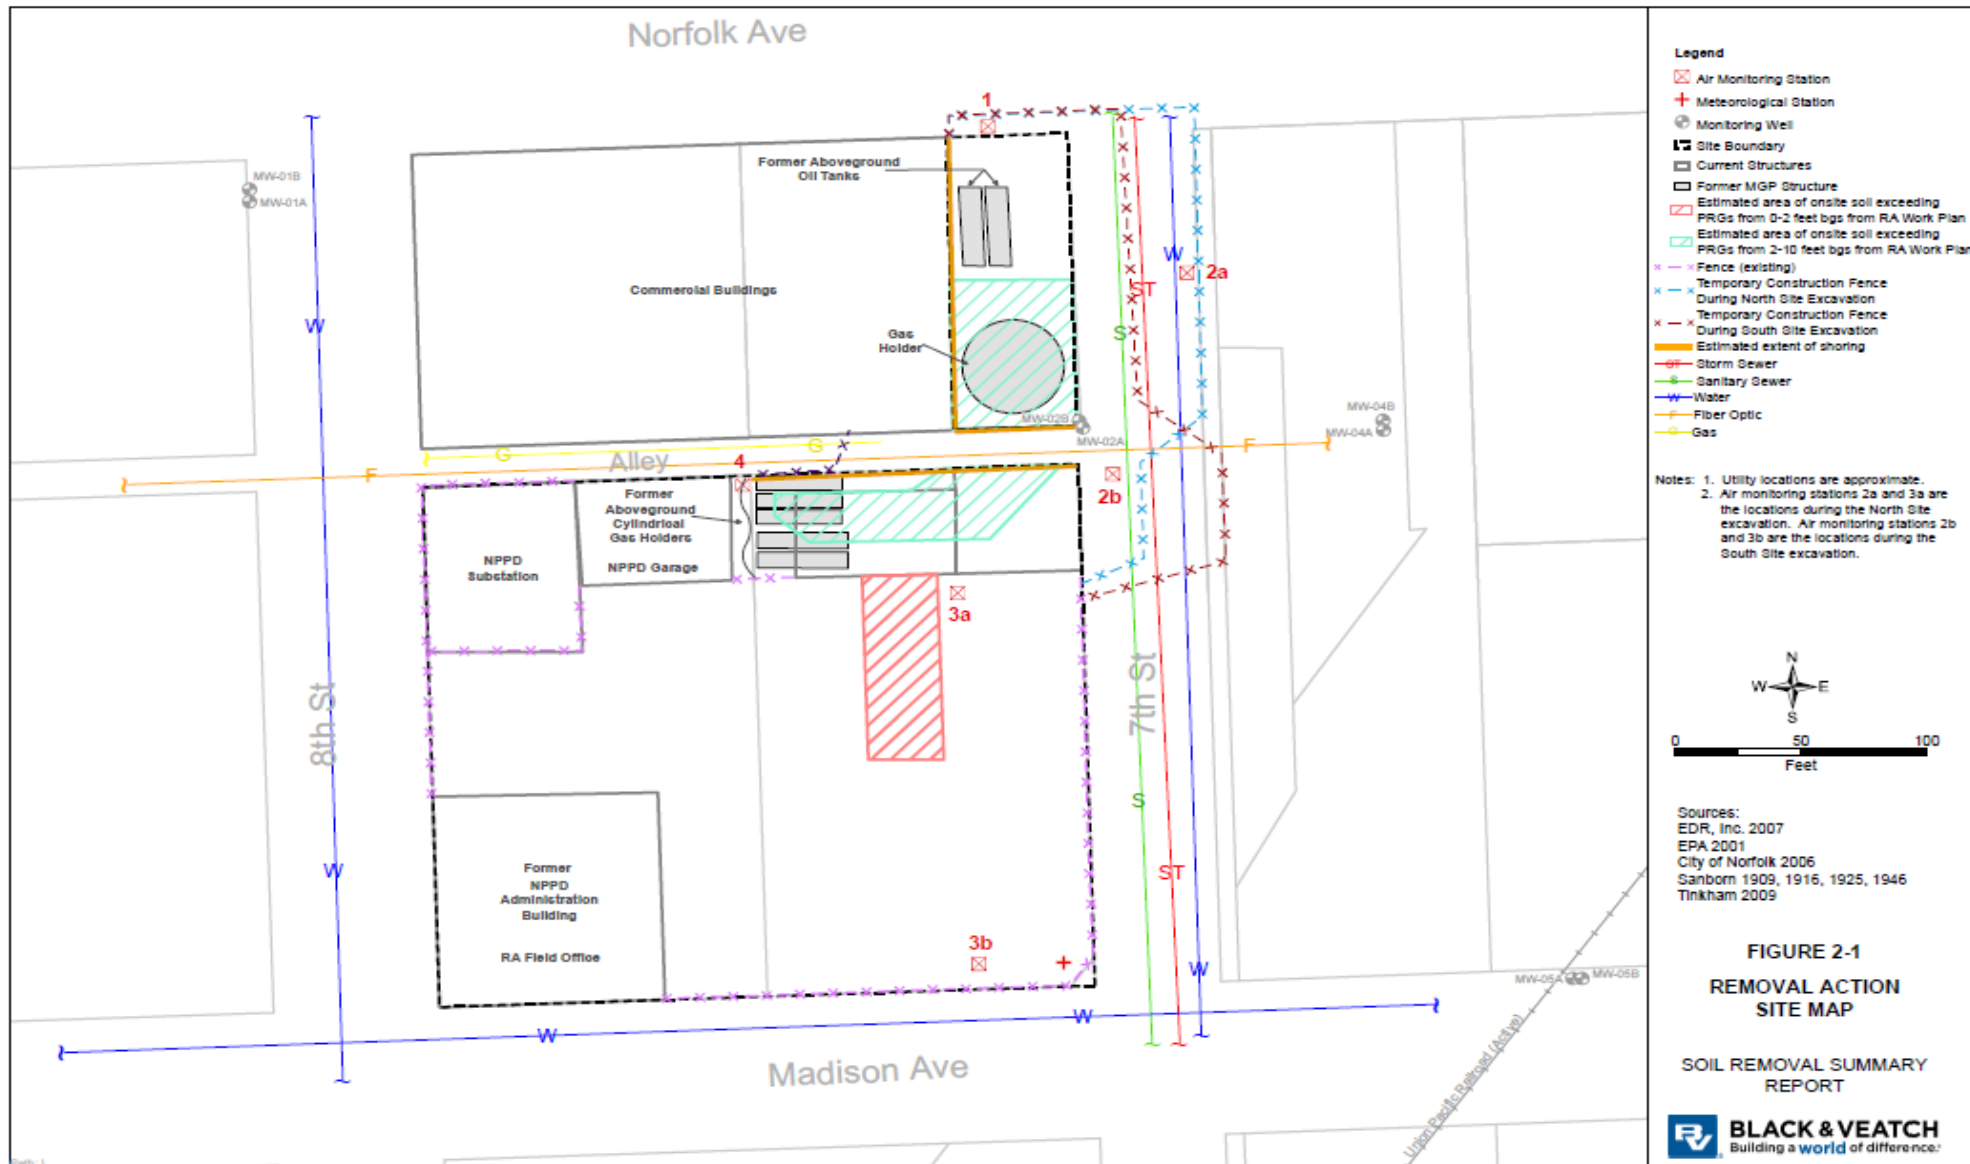 Norfolk Ave
1
MW-01B
MW-01A
Former Aboveground
Oil Tanks
W
2a
ST
Commercial Buildings
W
S
Gas
Holder
MW-02B
MW-02A
MW-04B
MW-04A
G
G
F
F
Alley
4
2b
Former
Aboveground
Cylindrical
Gas Holders
NPPD Garage
NPPD
Substation
3a
8th St
7th St
S
W
ST
Former
NPPD
Administration
Building
RA Field Office
3b
W
MW-05A
MW-05B
W
W
Madison Ave
Union Pacific Railroad (Active)
Legend
Air Monitoring Station
Meteorological Station
Monitoring Well
Site Boundary
Current Structures
Former MGP Structure
Estimated area of onsite soil exceeding
PRGs from 0-2 feet bgs from RA Work Plan
Estimated area of onsite soil exceeding
PRGs from 2-10 feet bgs from RA Work Plan
Fence (existing)
Temporary Construction Fence
During North Site Excavation
Temporary Construction Fence
During South Site Excavation
Estimated extent of shoring
ST Storm Sewer
S Sanitary Sewer
W Water
F Fiber Optic
G Gas
Notes: 1. Utility locations are approximate.
2. Air monitoring stations 2a and 3a are
the locations during the North Site
excavation. Air monitoring stations 2b
and 3b are the locations during the
South Site excavation.
N
W E
S
0 50 100
Feet
Sources:
EDR, Inc. 2007
EPA 2001
City of Norfolk 2006
Sanborn 1909, 1916, 1925, 1946
Tinkham 2009
FIGURE 2-1
REMOVAL ACTION
SITE MAP
SOIL REMOVAL SUMMARY
REPORT
BV
BLACK & VEATCH
Building a world of difference.